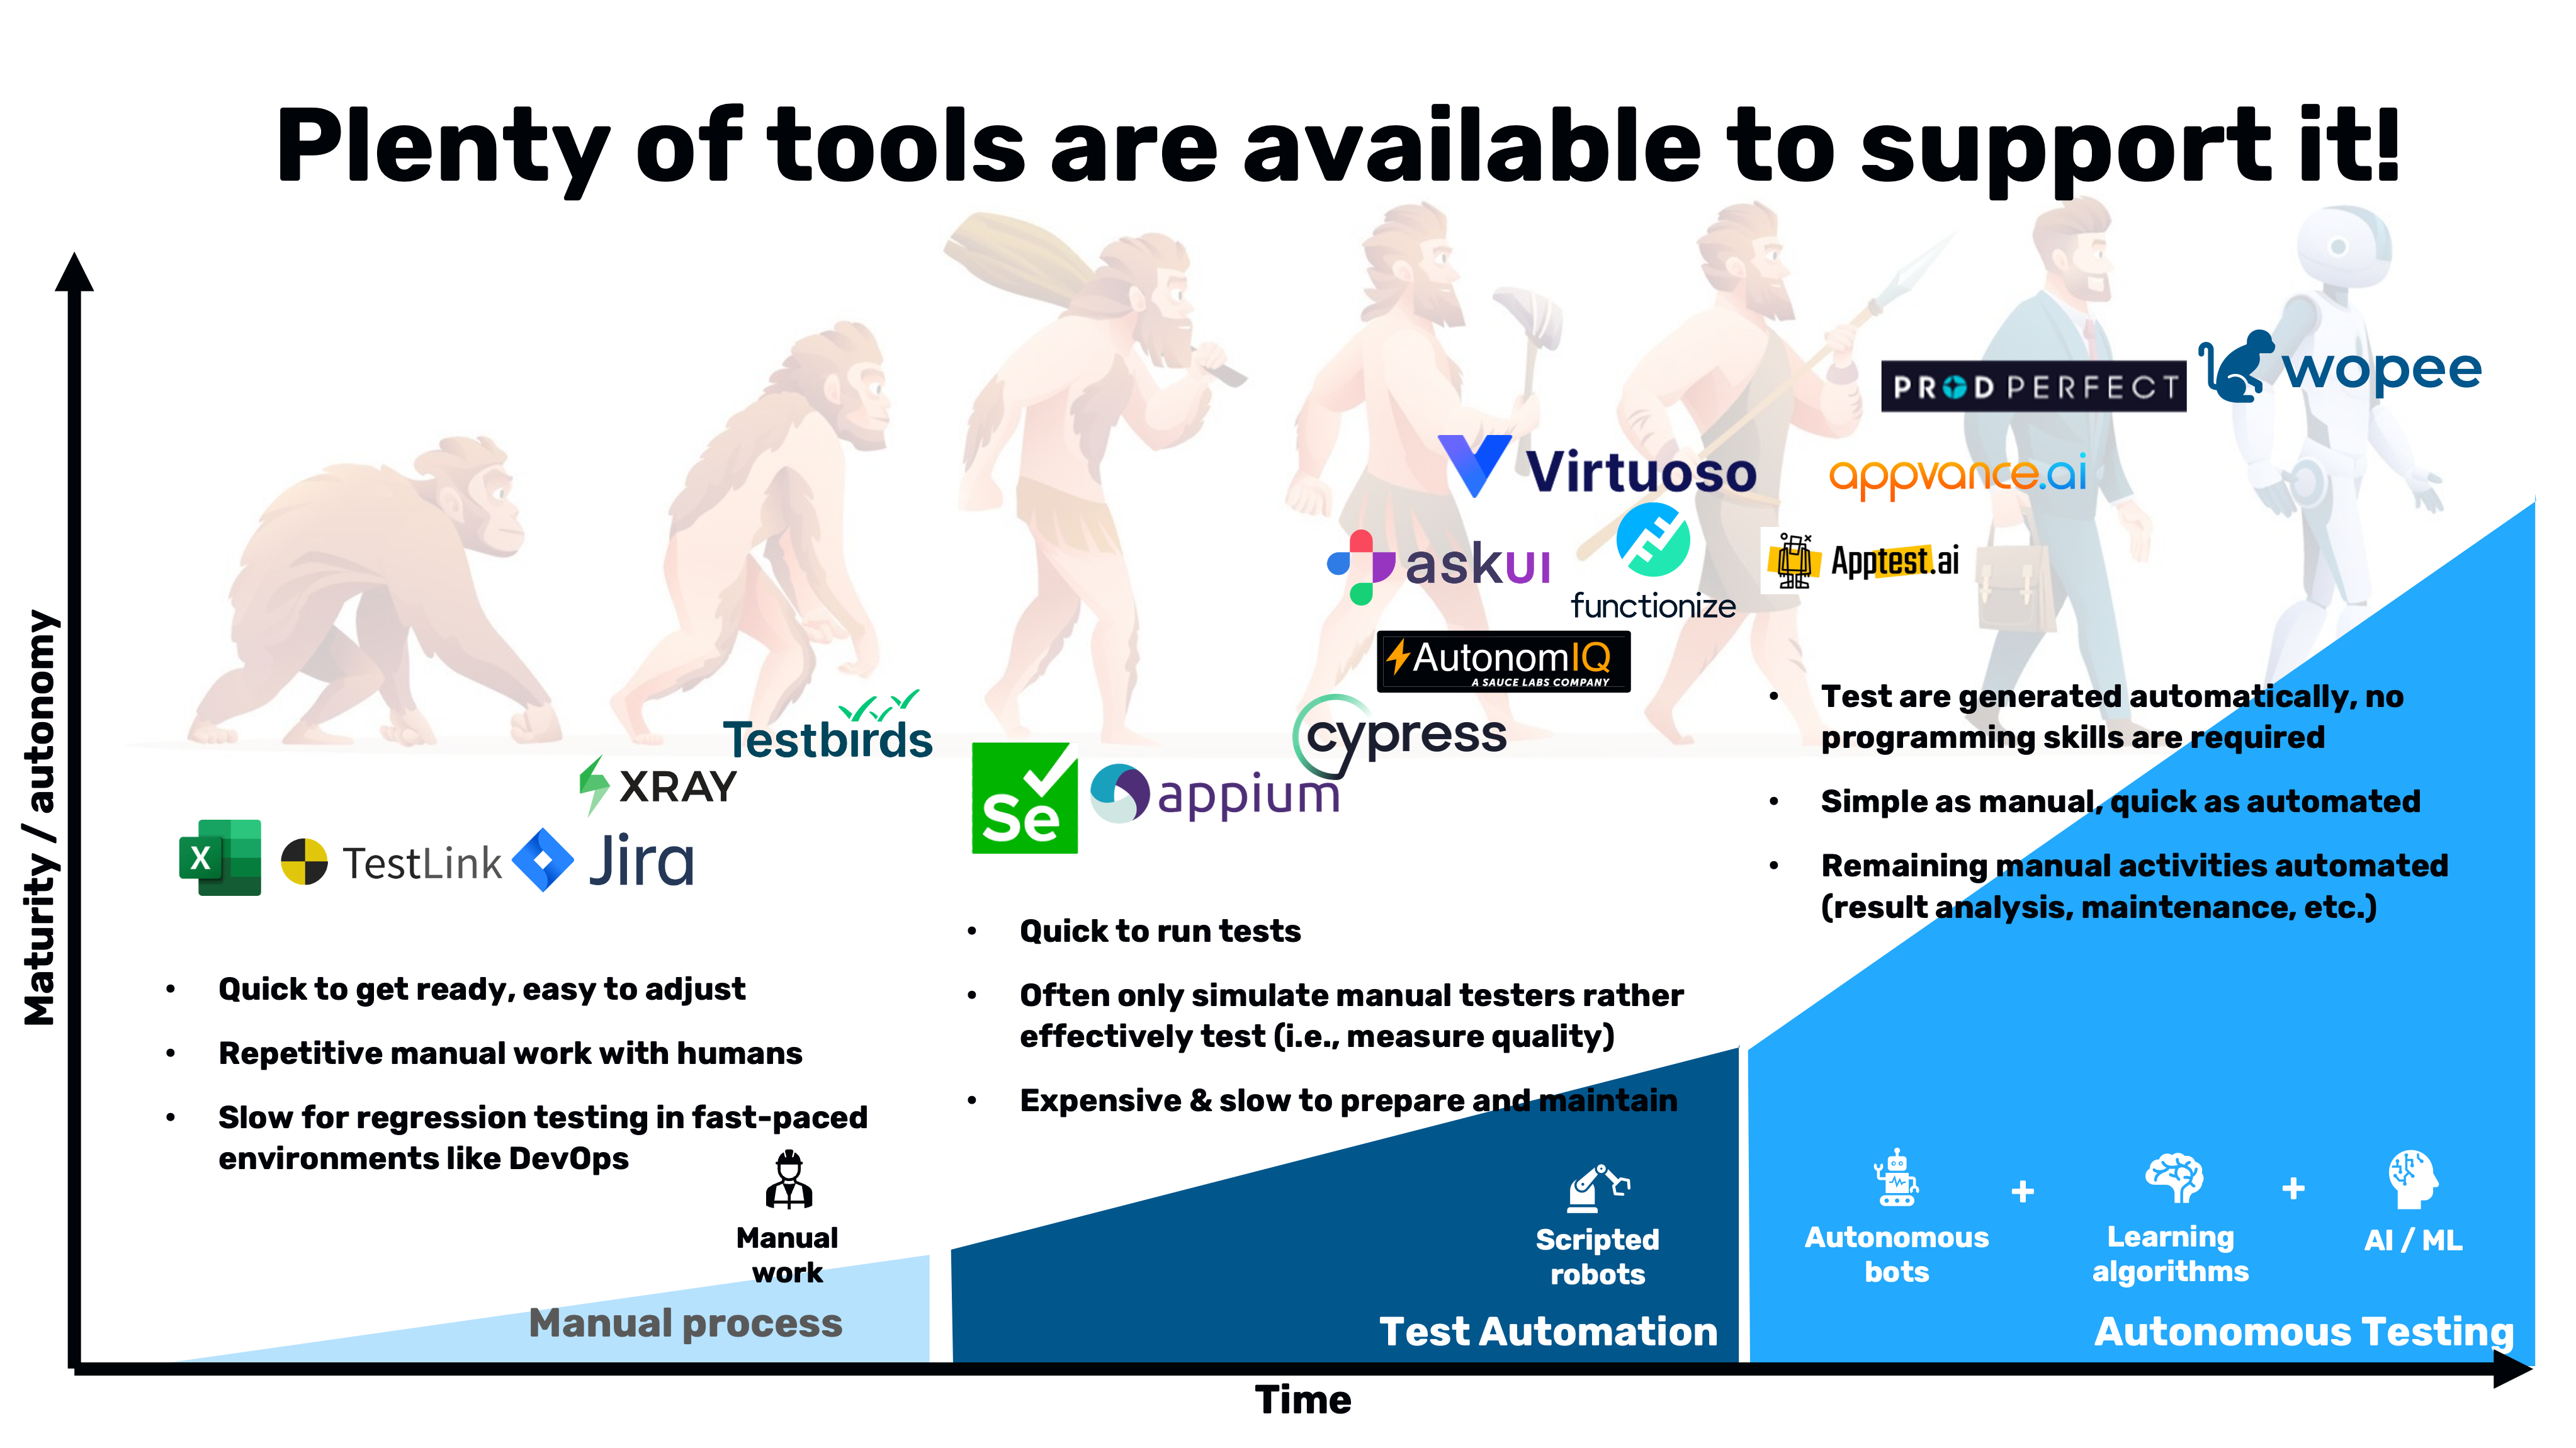 Plenty of tools are available to support it!
Maturity / autonomy
PRODPERFECT
wopee
Virtuoso
appvance.ai
askui
functionize
Apptest.ai
AutonomIQ
A SAUCE LABS COMPANY
Testbirds
cypress
XRAY
Se
appium
X
TestLink
Jira
• Quick to get ready, easy to adjust
• Repetitive manual work with humans
• Slow for regression testing in fast-paced
environments like DevOps
• Quick to run tests
• Often only simulate manual testers rather
effectively test (i.e., measure quality)
• Expensive & slow to prepare and maintain
• Test are generated automatically, no
programming skills are required
• Simple as manual, quick as automated
• Remaining manual activities automated
(result analysis, maintenance, etc.)
Manual
work
Manual process
Scripted
robots
Test Automation
Autonomous
bots
+
Learning
algorithms
+
AI / ML
Autonomous Testing
Time